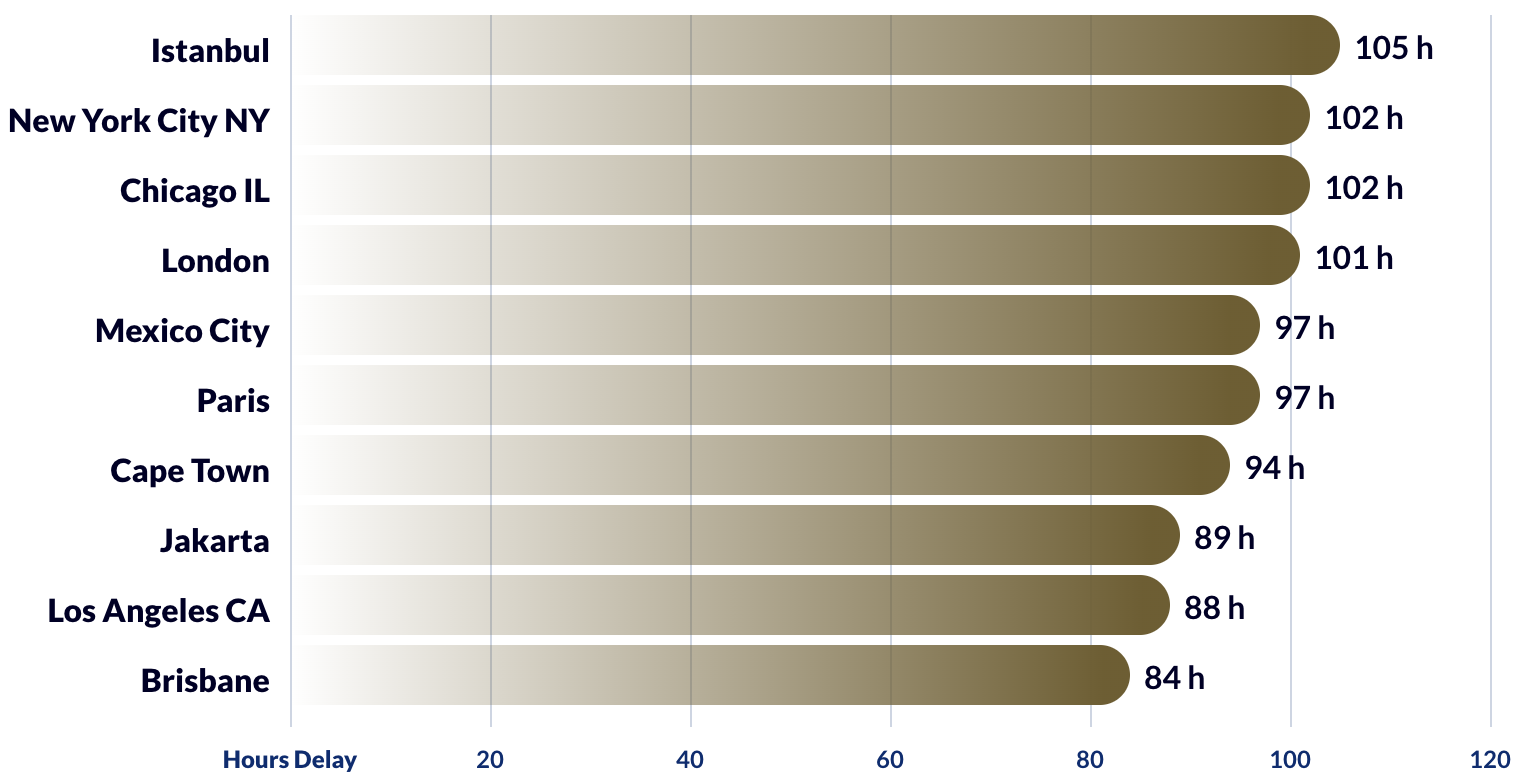 Istanbul 105 h
New York City NY 102 h
Chicago IL 102 h
London 101 h
Mexico City 97 h
Paris 97 h
Cape Town 94 h
Jakarta 89 h
Los Angeles CA 88 h
Brisbane 84 h
Hours Delay 20 40 60 80 100 120